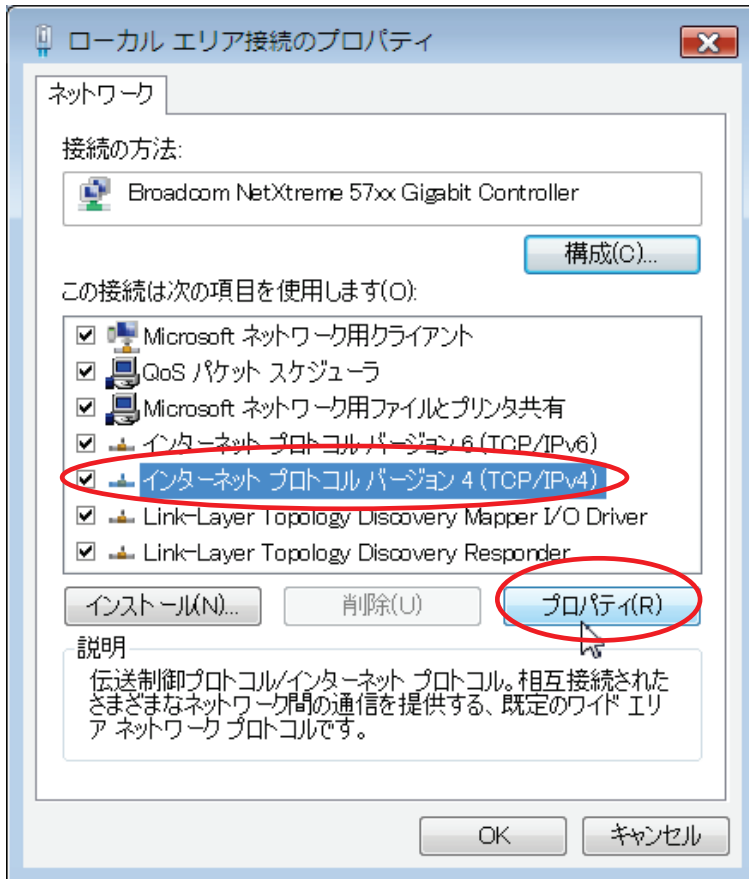 ローカル エリア接続のプロパティ
ネットワーク
接続の方法:
Broadcom NetXtreme 57xx Gigabit Controller
構成(C)...
この接続は次の項目を使用します(O):
Microsoft ネットワーク用クライアント
QoS パケット スケジューラ
Microsoft ネットワーク用ファイルとプリンタ共有
インターネット プロトコル バージョン 6 (TCP/IPv6)
インターネット プロトコル バージョン 4 (TCP/IPv4)
Link-Layer Topology Discovery Mapper I/O Driver
Link-Layer Topology Discovery Responder
インストール(N)...
削除(U)
プロパティ(R)
説明
伝送制御プロトコル/インターネット プロトコル。相互接続された
さまざまなネットワーク間の通信を提供する、既定のワイド エリ
ア ネットワーク プロトコルです。
OK
キャンセル